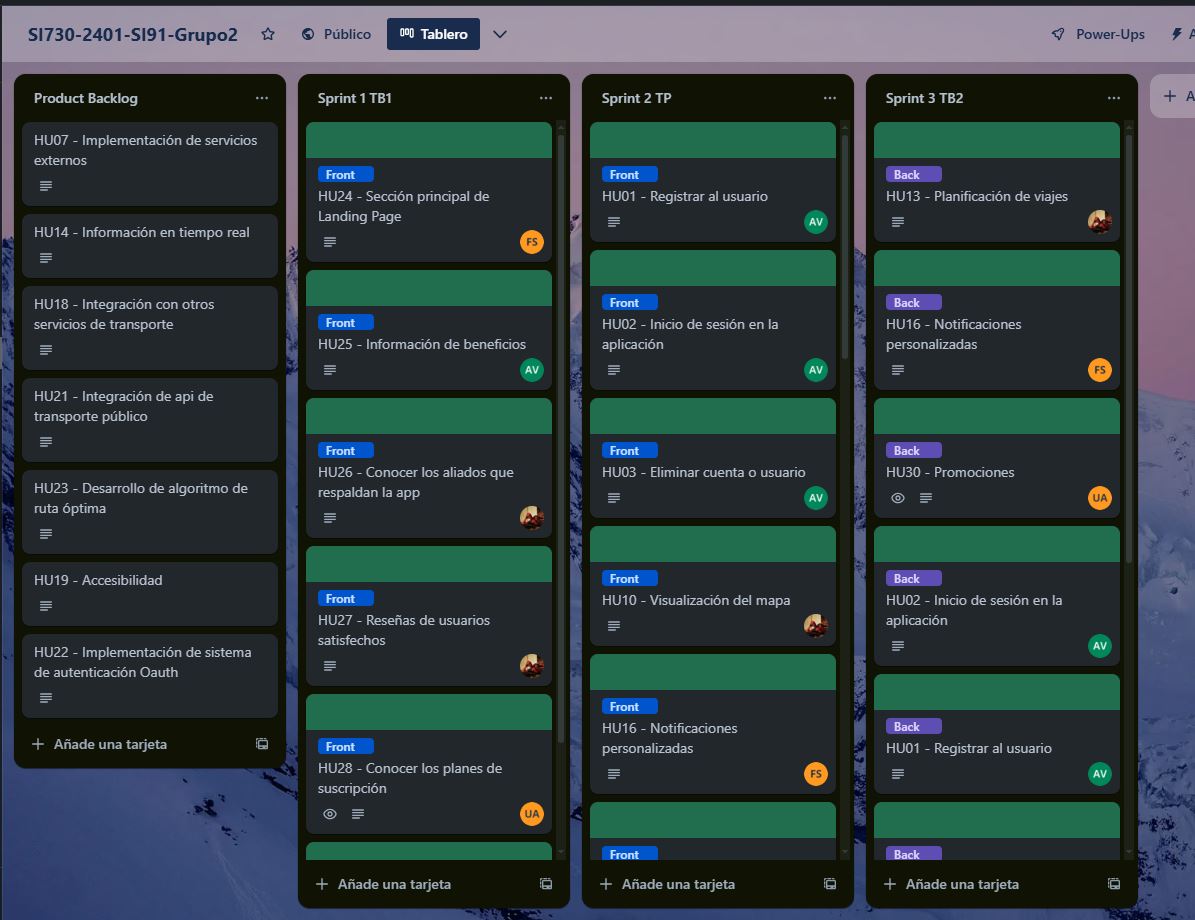 SI730-2401-SI91-Grupo2
Público
Tablero
Power-Ups
A
Product Backlog
HU07 - Implementación de servicios
externos
HU14 - Información en tiempo real
HU18 - Integración con otros
servicios de transporte
HU21 - Integración de api de
transporte público
HU23 - Desarrollo de algoritmo de
ruta óptima
HU19 - Accesibilidad
HU22 - Implementación de sistema
de autenticación Oauth
Añade una tarjeta
Sprint 1 TB1
Front
HU24 - Sección principal de
Landing Page
FS
Front
HU25 - Información de beneficios
AV
Front
HU26 - Conocer los aliados que
respaldan la app
Front
HU27 - Reseñas de usuarios
satisfechos
Front
HU28 - Conocer los planes de
suscripción
UA
Añade una tarjeta
Sprint 2 TP
Front
HU01 - Registrar al usuario
AV
Front
HU02 - Inicio de sesión en la
aplicación
AV
Front
HU03 - Eliminar cuenta o usuario
AV
Front
HU10 - Visualización del mapa
Front
HU16 - Notificaciones
personalizadas
FS
Front
Añade una tarjeta
Sprint 3 TB2
Back
HU13 - Planificación de viajes
Back
HU16 - Notificaciones
personalizadas
FS
Back
HU30 - Promociones
UA
Back
HU02 - Inicio de sesión en la
aplicación
AV
Back
HU01 - Registrar al usuario
AV
Back
Añade una tarjeta
A